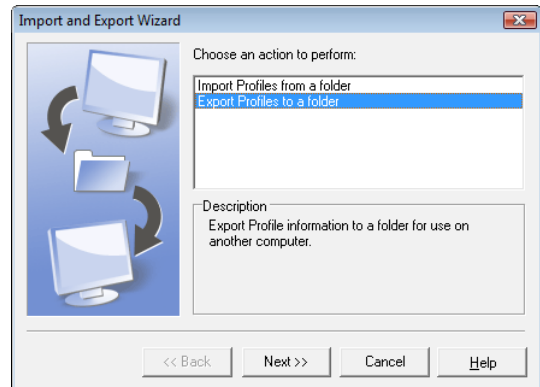 Import and Export Wizard
Choose an action to perform:
Import Profiles from a folder
Export Profiles to a folder
Description
Export Profile information to a folder for use on
another computer.
<< Back
Next >>
Cancel
Help